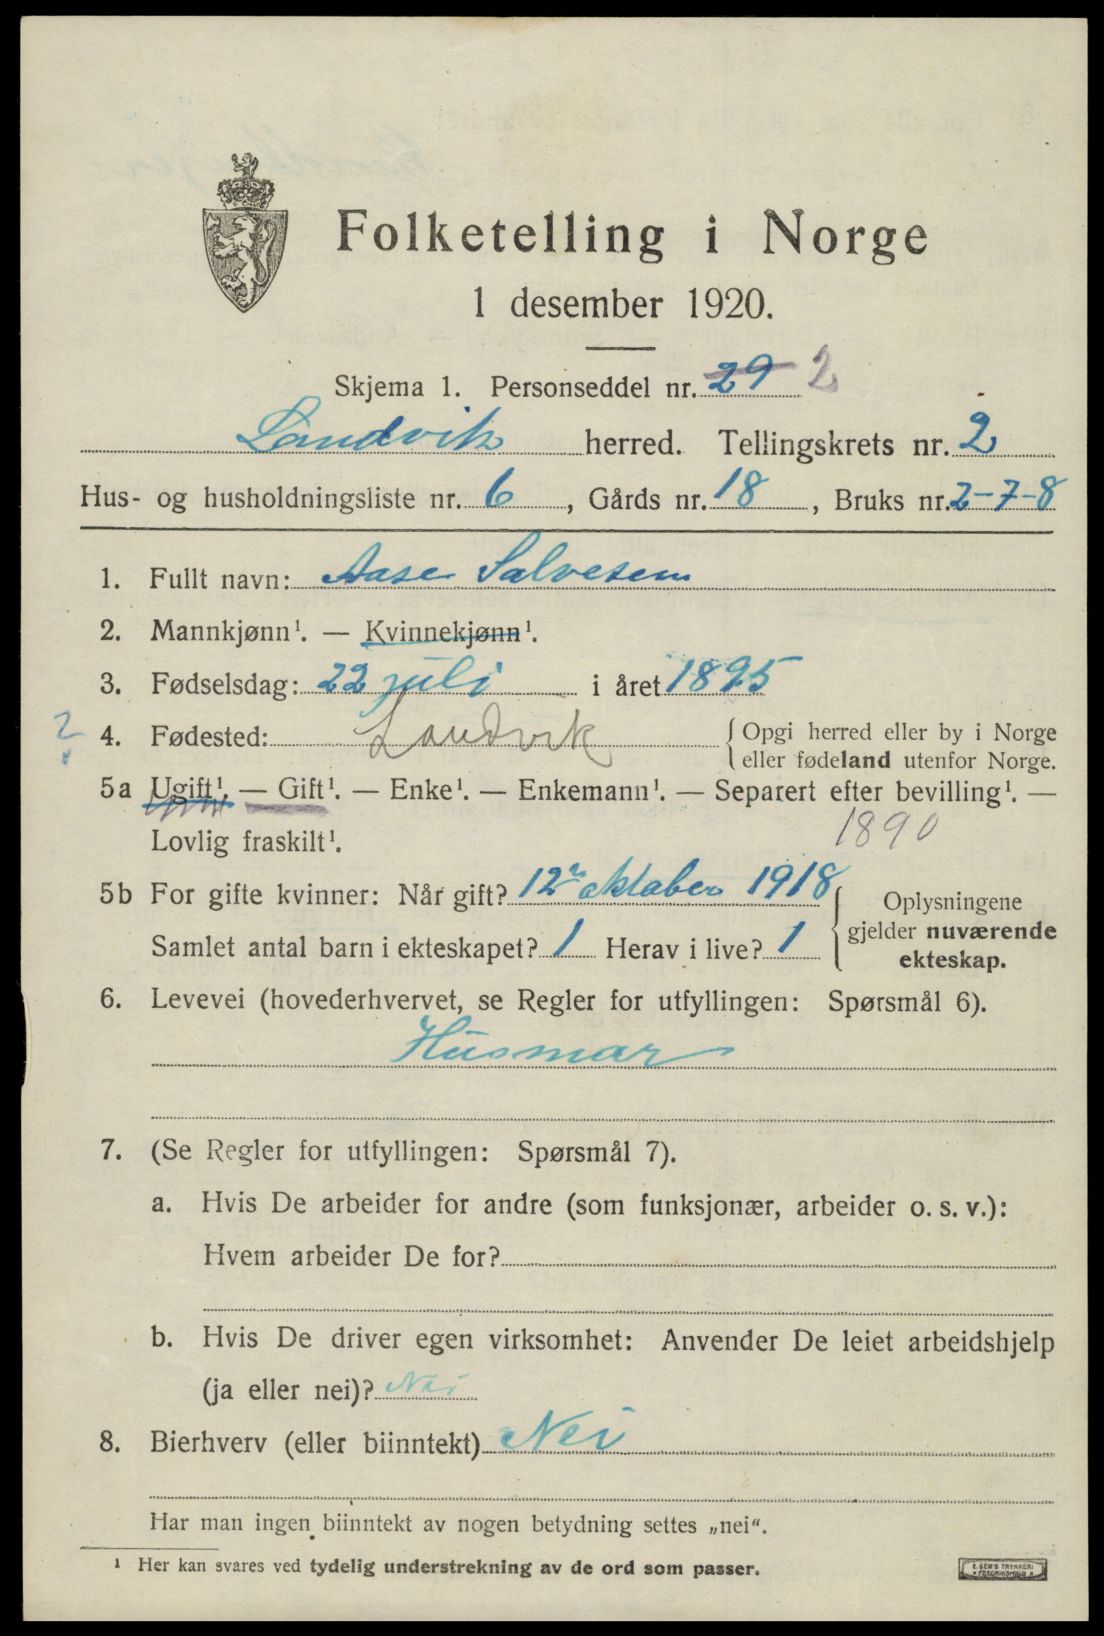 Folketelling i Norge
1 desember 1920.
Skjema 1. Personseddel nr. 29 2
Landvik herred. Tellingskrets nr. 2
Hus- og husholdningsliste nr. 6, Gårds nr. 18, Bruks nr. 2-7-8
1. Fullt navn: Aase Salvesen
2. Mannkjønn¹. — Kvinnekjønn¹.
3. Fødselsdag: 22 juli i året 1895
? 4. Fødested: Landvik { Opgi herred eller by i Norge
eller fødeland utenfor Norge.
5a Ugift¹. — Gift¹. — Enke¹. — Enkemann¹. — Separert efter bevilling¹. —
Lovlig fraskilt¹. 1890
5b For gifte kvinner: Når gift? 12te oktober 1918
Samlet antal barn i ekteskapet? 1 Herav i live? 1
{ Oplysningene
gjelder nuværende
ekteskap.
6. Levevei (hovederhvervet, se Regler for utfyllingen: Spørsmål 6).
Husmar
7. (Se Regler for utfyllingen: Spørsmål 7).
a. Hvis De arbeider for andre (som funksjonær, arbeider o. s. v.):
Hvem arbeider De for?
b. Hvis De driver egen virksomhet: Anvender De leiet arbeidshjelp
(ja eller nei)? Nei
8. Bierhverv (eller biinntekt) Nei
Har man ingen biinntekt av nogen betydning settes „nei“.
¹ Her kan svares ved tydelig understrekning av de ord som passer.
E. SEM'S TRYKKERI
FREDRIKSHALD